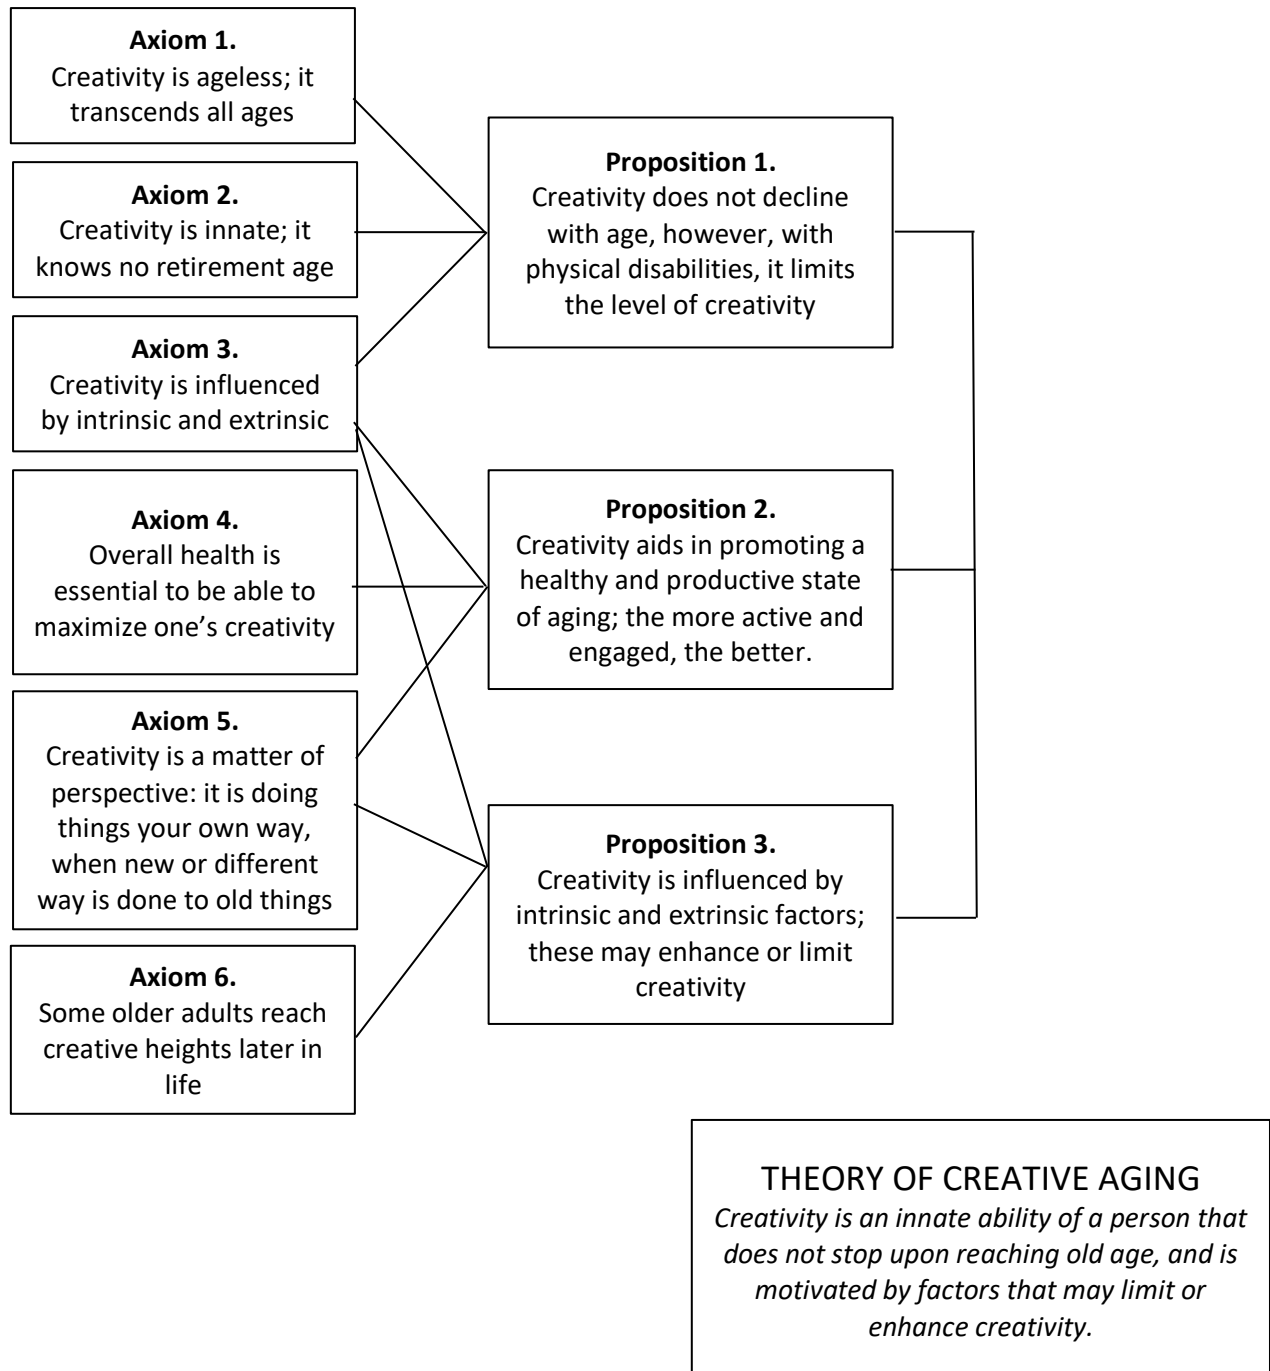 Axiom 1.
Creativity is ageless; it
transcends all ages
Axiom 2.
Creativity is innate; it
knows no retirement age
Axiom 3.
Creativity is influenced
by intrinsic and extrinsic
Axiom 4.
Overall health is
essential to be able to
maximize one’s creativity
Axiom 5.
Creativity is a matter of
perspective: it is doing
things your own way,
when new or different
way is done to old things
Axiom 6.
Some older adults reach
creative heights later in
life
Proposition 1.
Creativity does not decline
with age, however, with
physical disabilities, it limits
the level of creativity
Proposition 2.
Creativity aids in promoting a
healthy and productive state
of aging; the more active and
engaged, the better.
Proposition 3.
Creativity is influenced by
intrinsic and extrinsic factors;
these may enhance or limit
creativity
THEORY OF CREATIVE AGING
Creativity is an innate ability of a person that
does not stop upon reaching old age, and is
motivated by factors that may limit or
enhance creativity.